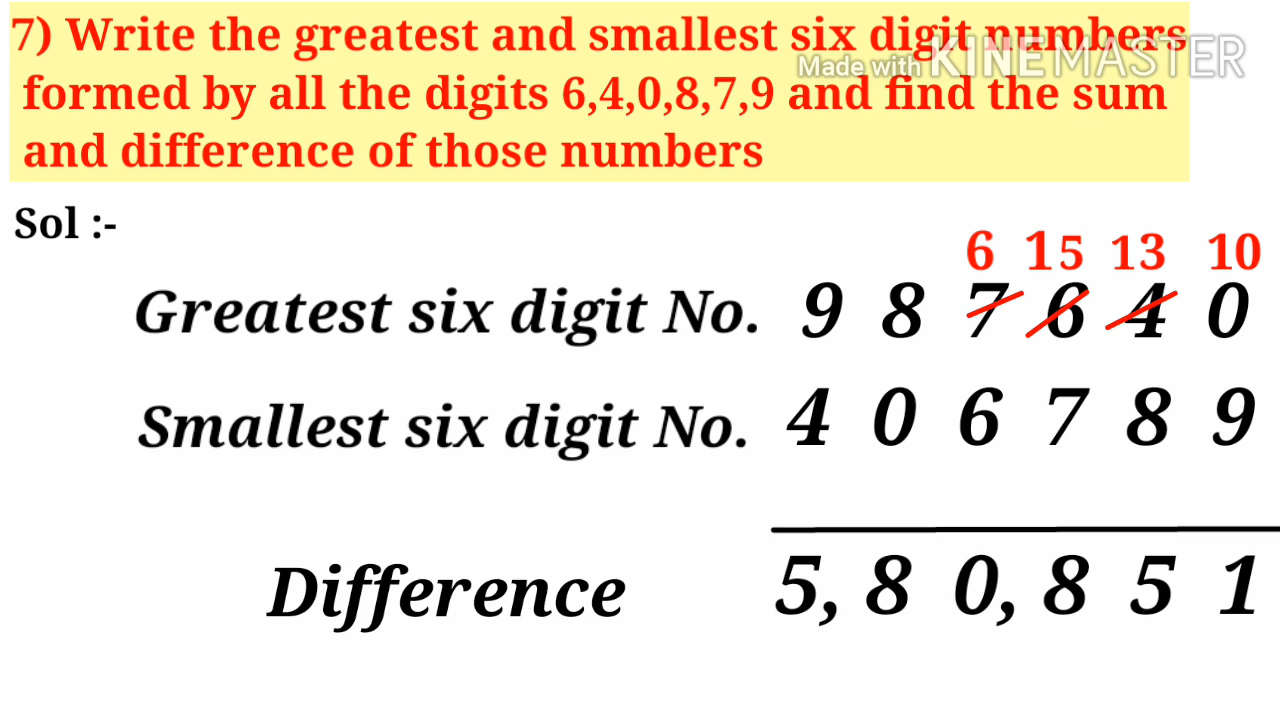 7) Write the greatest and smallest six digit numbers
Made with KINEMASTER
formed by all the digits 6,4,0,8,7,9 and find the sum
and difference of those numbers
Sol :-
6 15 13 10
Greatest six digit No. 9 8 7 6 4 0
Smallest six digit No. 4 0 6 7 8 9
Difference 5, 8 0, 8 5 1